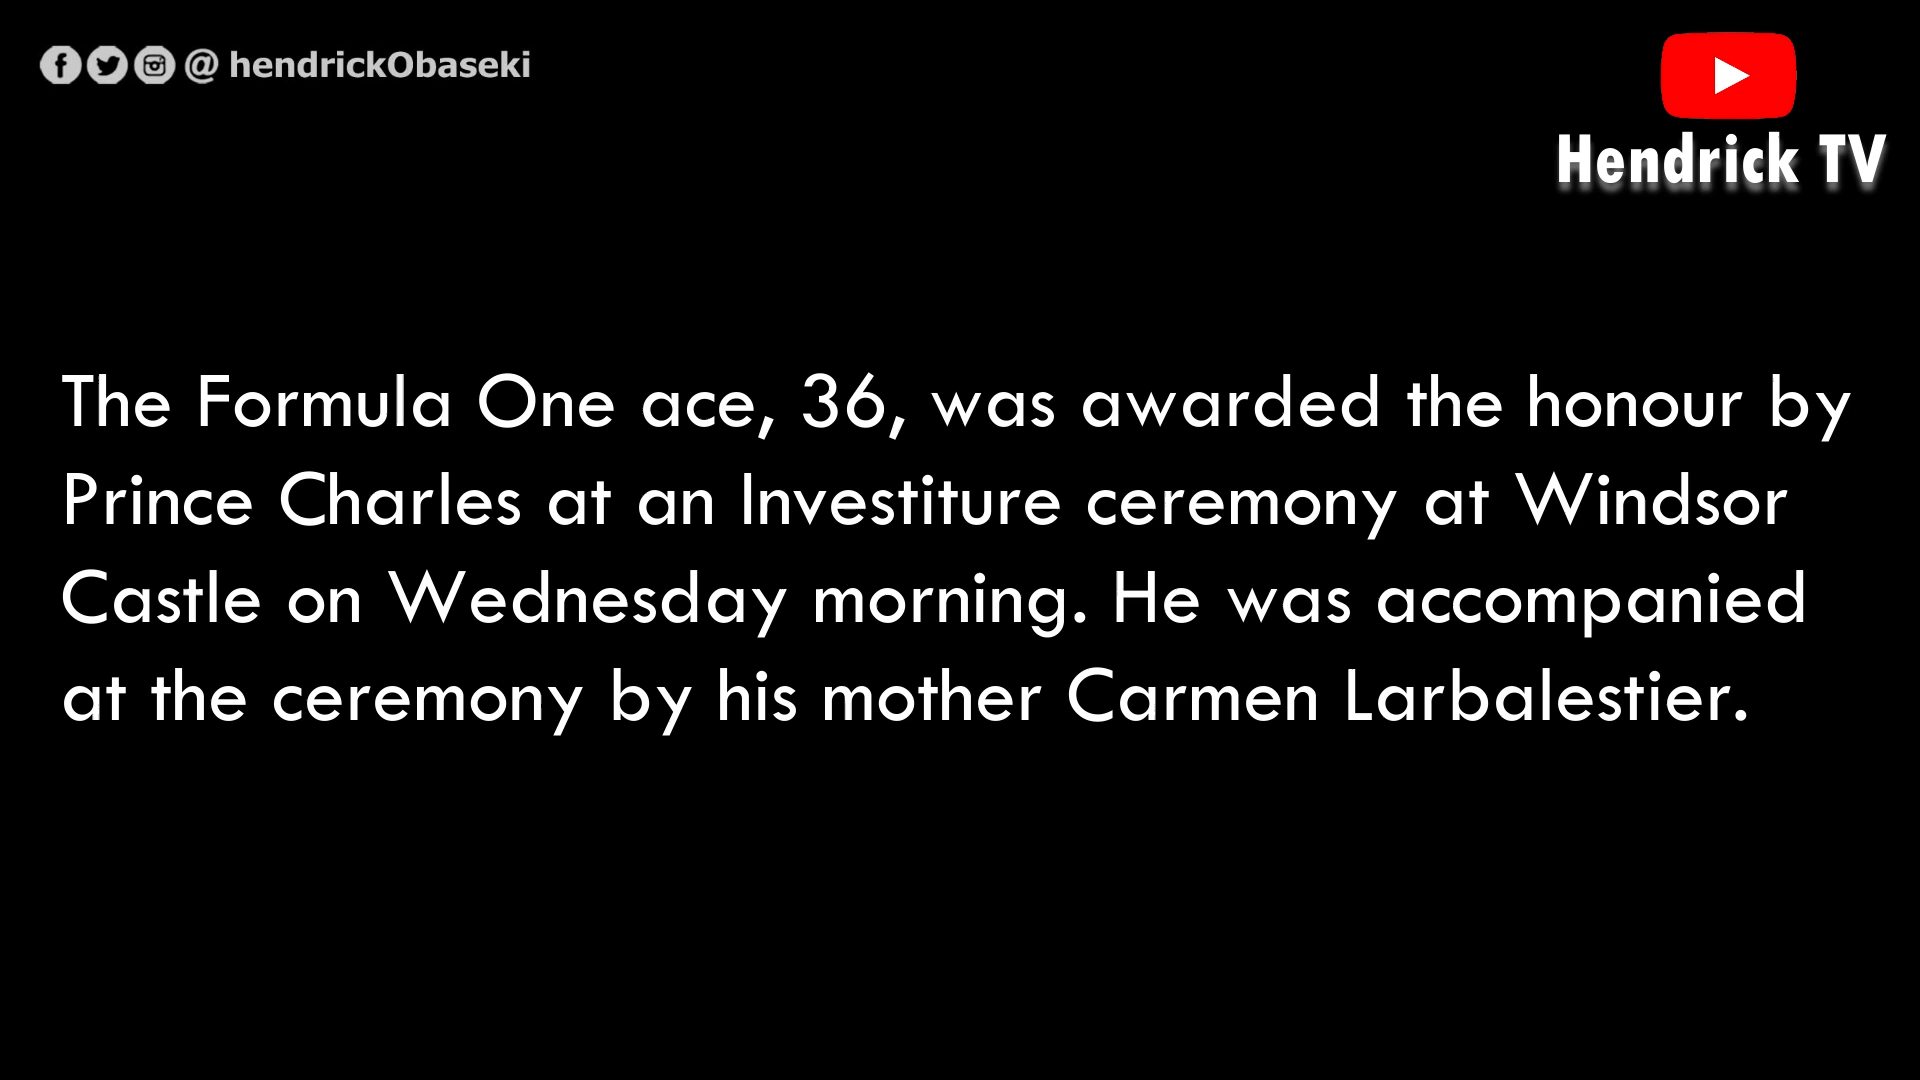 @ hendrickObaseki
Hendrick TV
The Formula One ace, 36, was awarded the honour by
Prince Charles at an Investiture ceremony at Windsor
Castle on Wednesday morning. He was accompanied
at the ceremony by his mother Carmen Larbalestier.